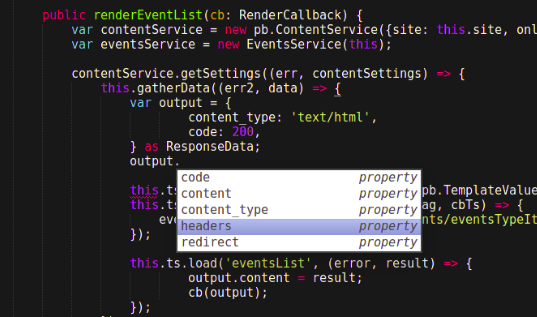 public renderEventList(cb: RenderCallback) {
var contentService = new pb.ContentService({site: this.site, onl
var eventsService = new EventsService(this);
contentService.getSettings((err, contentSettings) => {
this.gatherData((err2, data) => {
var output = {
content_type: 'text/html',
code: 200,
} as ResponseData;
output.
code property
this.ts pb.TemplateValue
content property
this.ts ag, cbTs) => {
content_type property
eve nts/eventsTypeIt
headers property
});
redirect property
this.ts.load('eventsList', (error, result) => {
output.content = result;
cb(output);
});